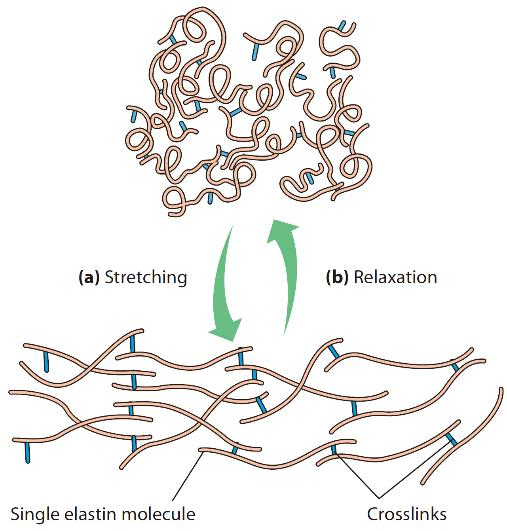 (a) Stretching
(b) Relaxation
Single elastin molecule
Crosslinks